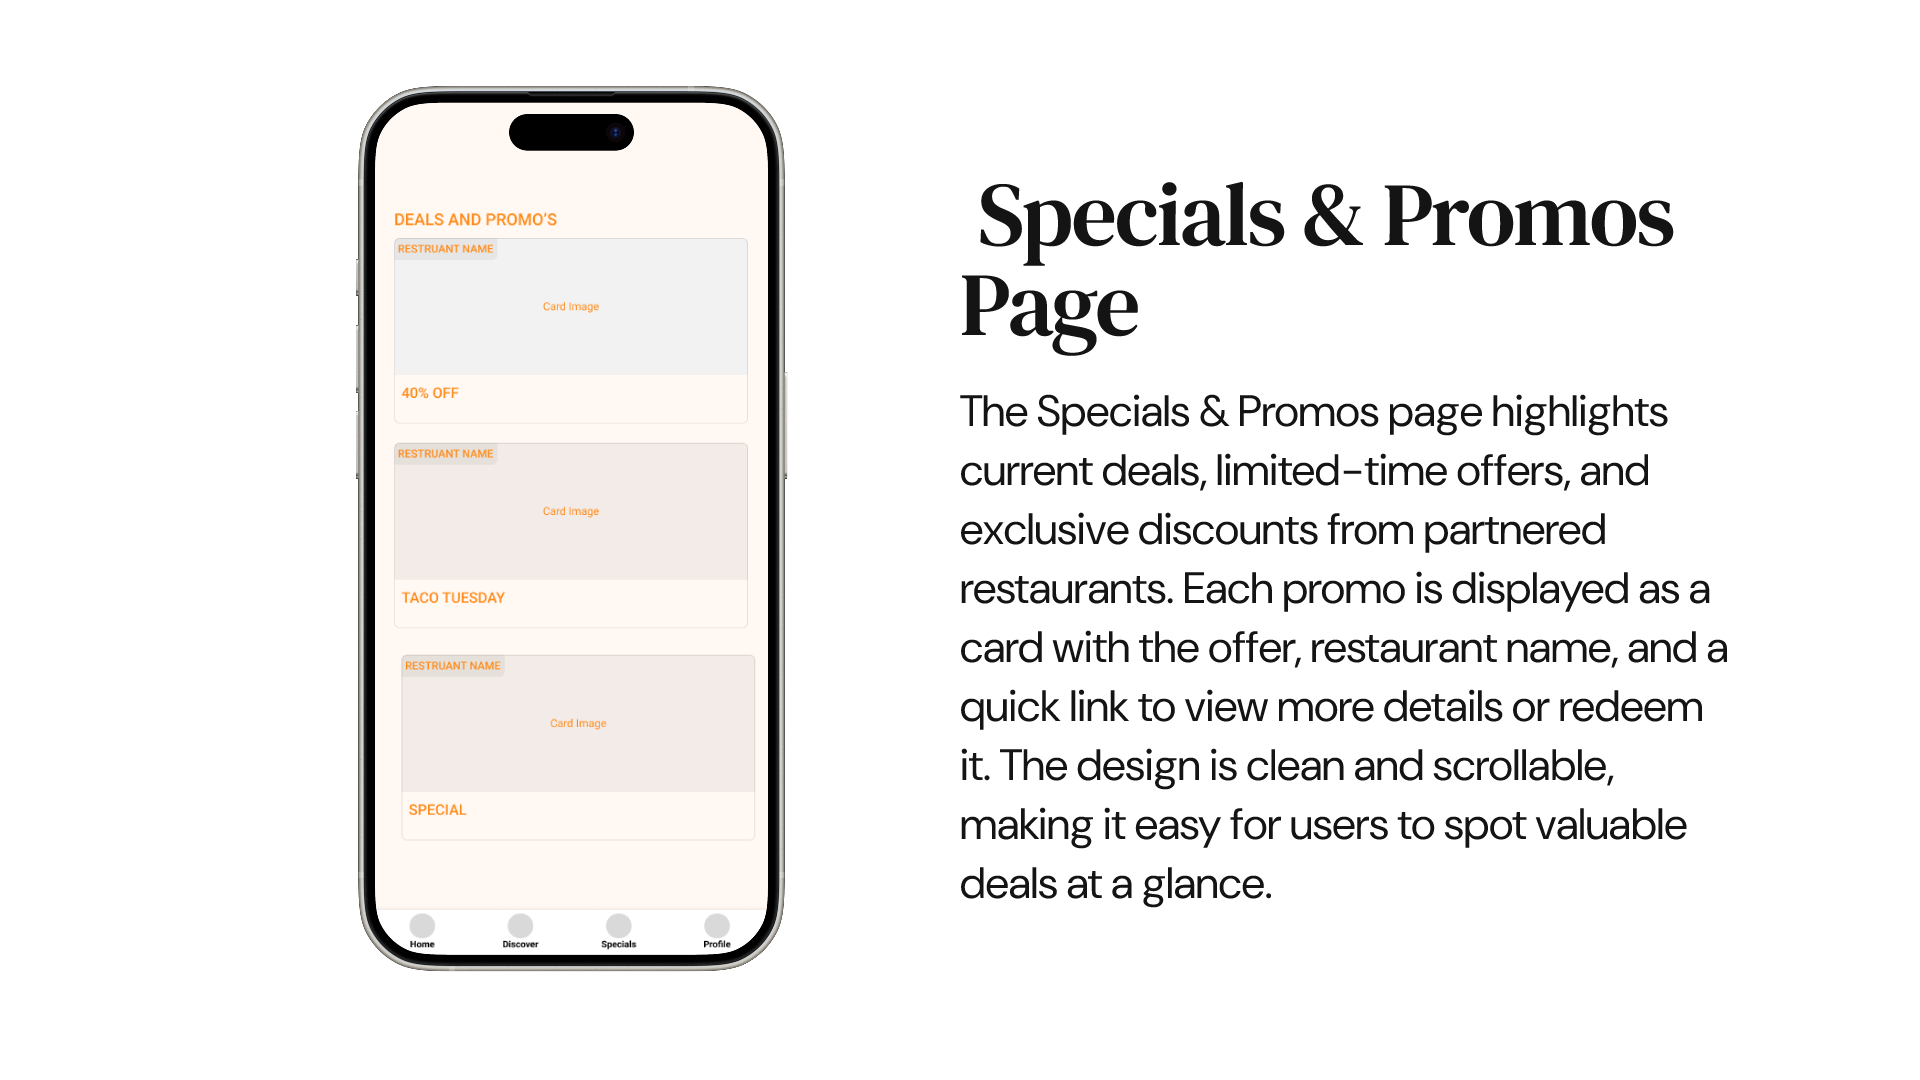 DEALS AND PROMO'S
RESTRUANT NAME
Card Image
40% OFF
RESTRUANT NAME
Card Image
TACO TUESDAY
RESTRUANT NAME
Card Image
SPECIAL
Home
Discover
Specials
Profile
Specials & Promos
Page
The Specials & Promos page highlights
current deals, limited-time offers, and
exclusive discounts from partnered
restaurants. Each promo is displayed as a
card with the offer, restaurant name, and a
quick link to view more details or redeem
it. The design is clean and scrollable,
making it easy for users to spot valuable
deals at a glance.